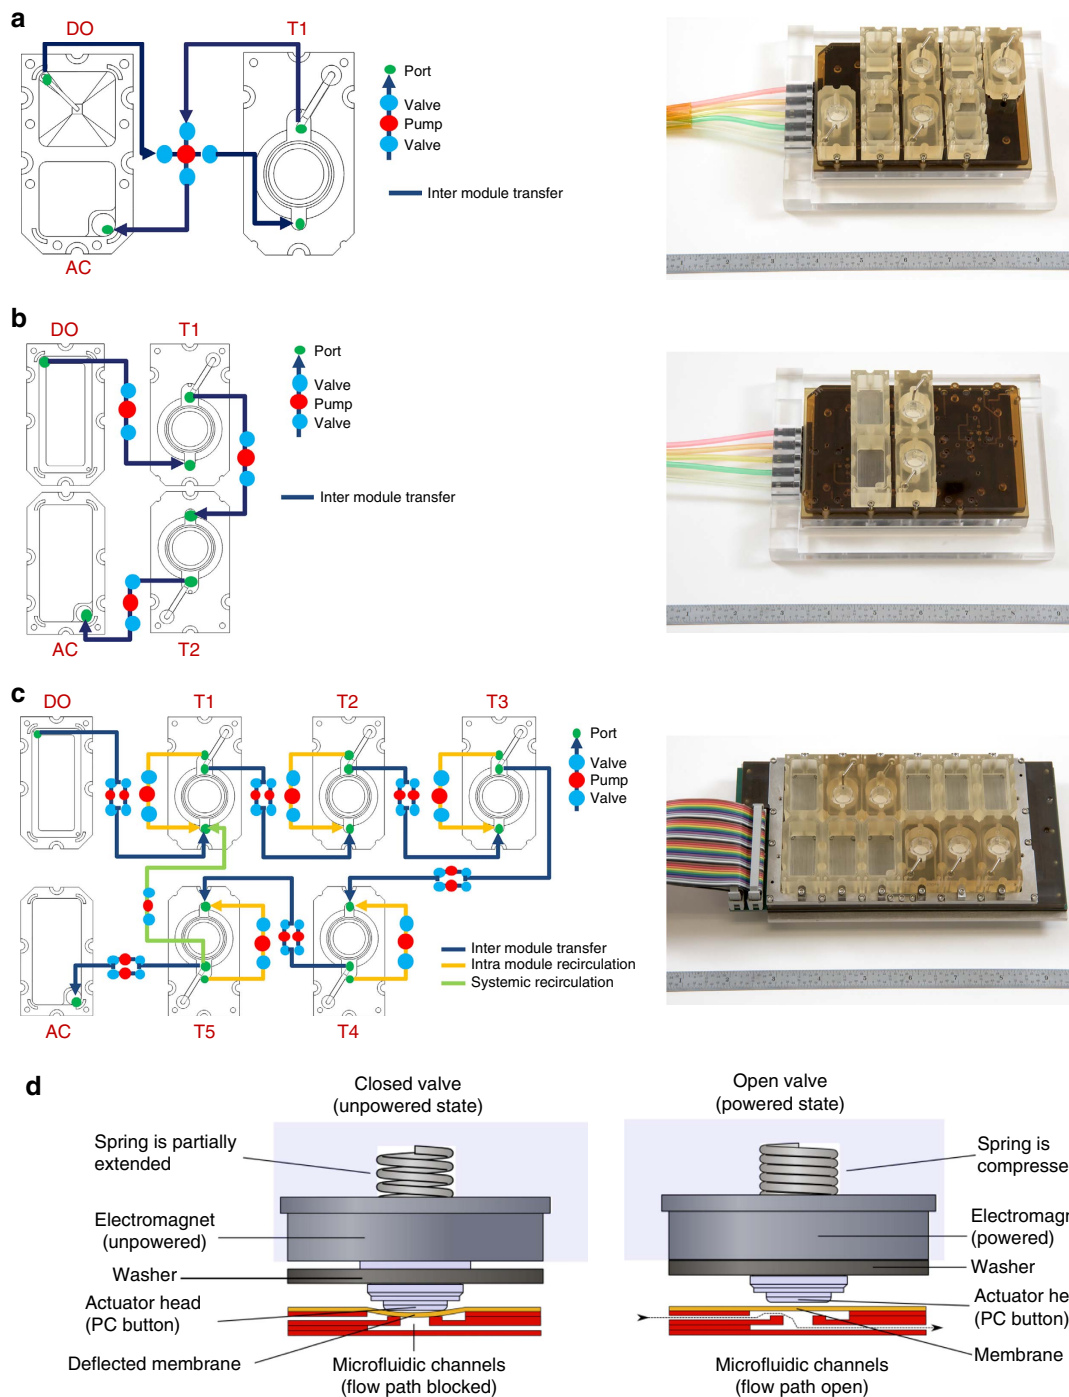 a
DO
T1
Port
Valve
Pump
Valve
Inter module transfer
AC
b
DO
T1
Port
Valve
Pump
Valve
Inter module transfer
AC
T2
c
DO
T1
T2
T3
Port
Valve
Pump
Valve
Inter module transfer
Intra module recirculation
Systemic recirculation
AC
T5
T4
d
Closed valve
(unpowered state)
Spring is partially
extended
Electromagnet
(unpowered)
Washer
Actuator head
(PC button)
Deflected membrane
Microfluidic channels
(flow path blocked)
Open valve
(powered state)
Spring is
compresse
Electromagr
(powered)
Washer
Actuator he
(PC button)
Membrane
Microfluidic channels
(flow path open)